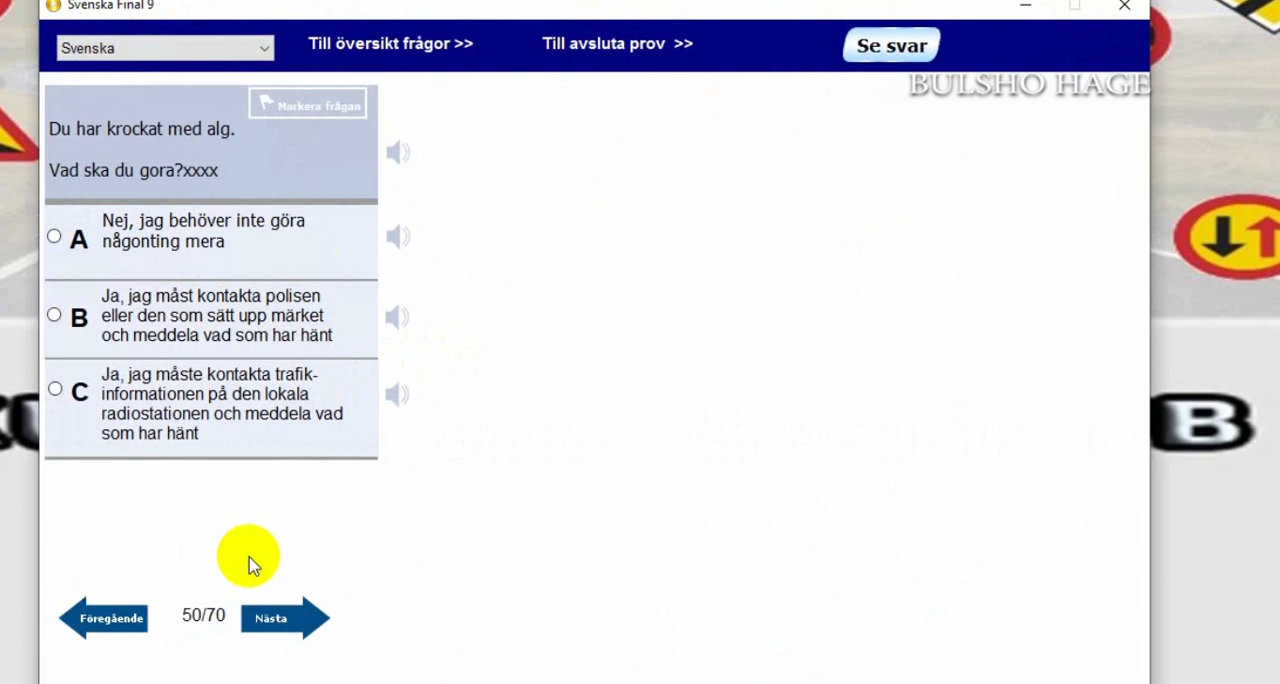 Svenska Final 9
Svenska
Till översikt frågor >>
Till avsluta prov >>
Se svar
BULSHO HAGE
Markera frågan
Du har krockat med alg.
Vad ska du gora?xxxx
A
Nej, jag behöver inte göra
någonting mera
B
Ja, jag måst kontakta polisen
eller den som sätt upp märket
och meddela vad som har hänt
C
Ja, jag måste kontakta trafik-
informationen på den lokala
radiostationen och meddela vad
som har hänt
Föregående
50/70
Nästa
B